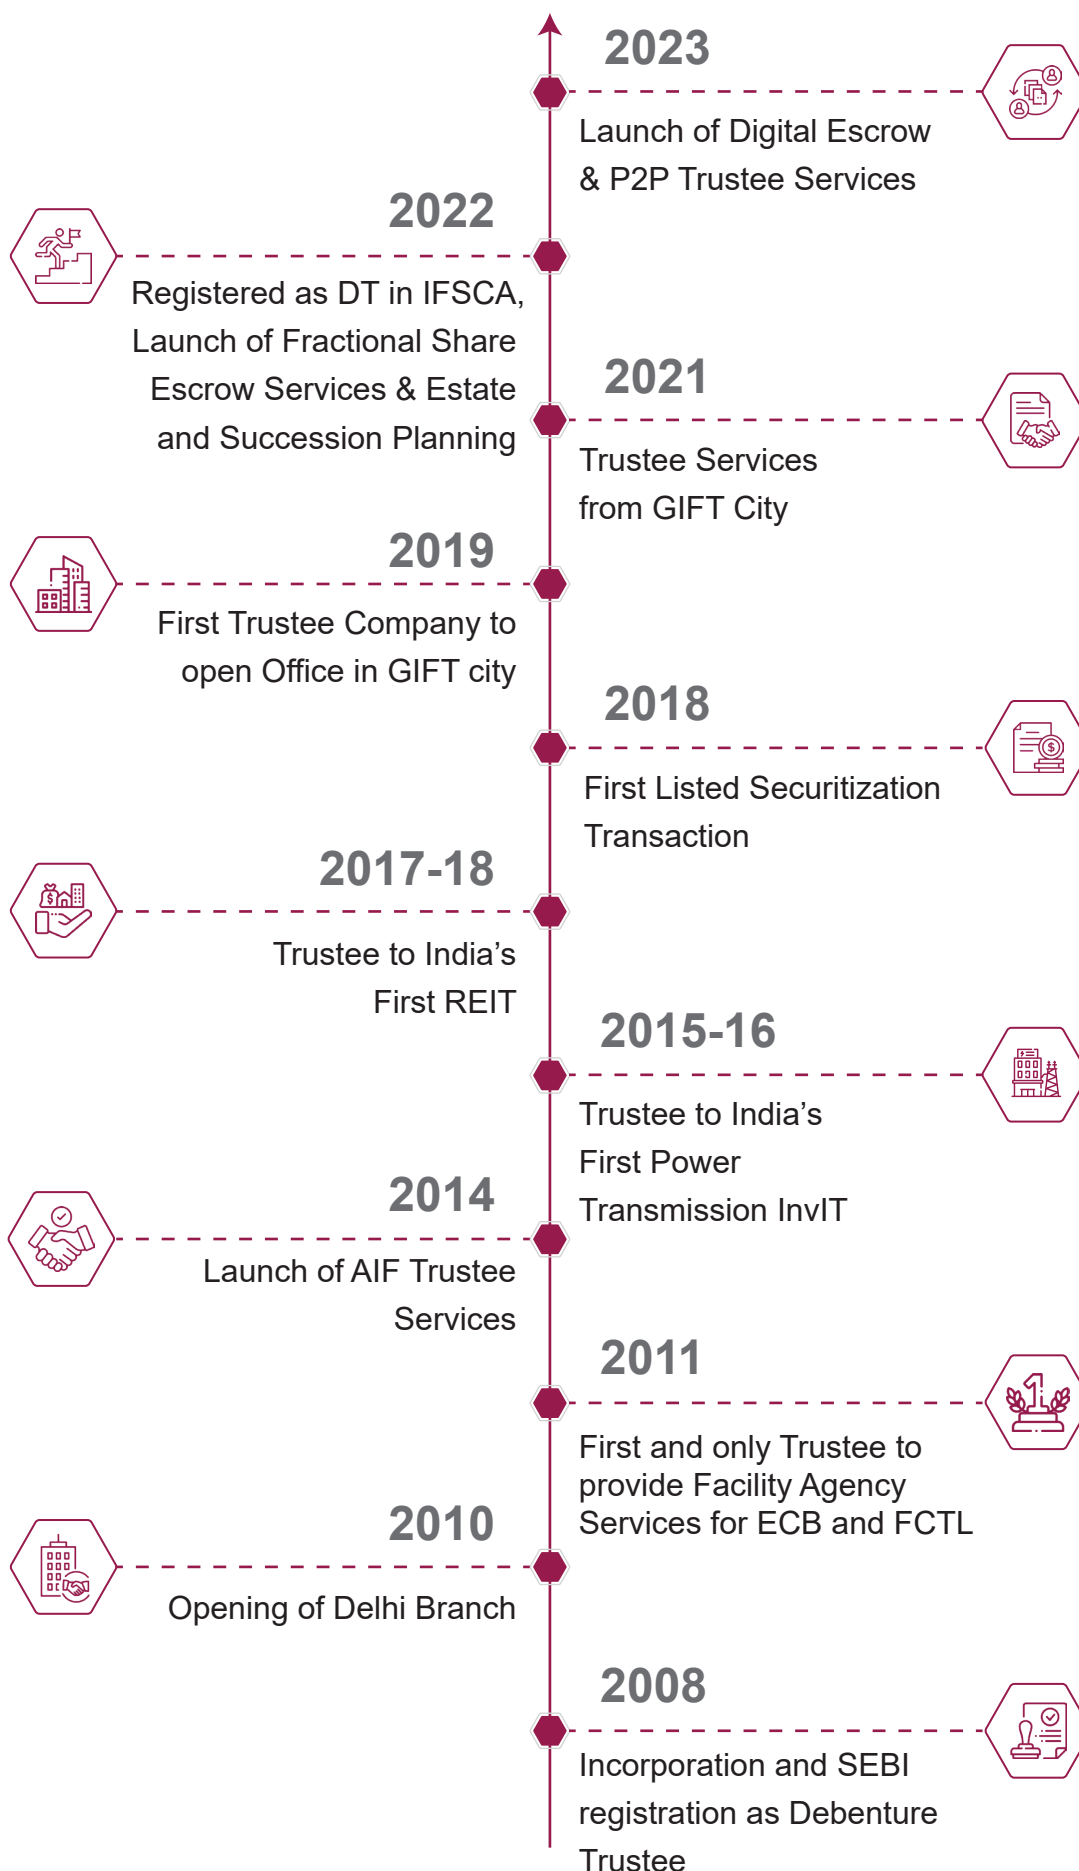 2023
Launch of Digital Escrow
& P2P Trustee Services
2022
Registered as DT in IFSCA,
Launch of Fractional Share
Escrow Services & Estate
and Succession Planning
2021
Trustee Services
from GIFT City
2019
First Trustee Company to
open Office in GIFT city
2018
First Listed Securitization
Transaction
2017-18
Trustee to India’s
First REIT
2015-16
Trustee to India’s
First Power
Transmission InvIT
2014
Launch of AIF Trustee
Services
2011
First and only Trustee to
provide Facility Agency
Services for ECB and FCTL
2010
Opening of Delhi Branch
2008
Incorporation and SEBI
registration as Debenture
Trustee